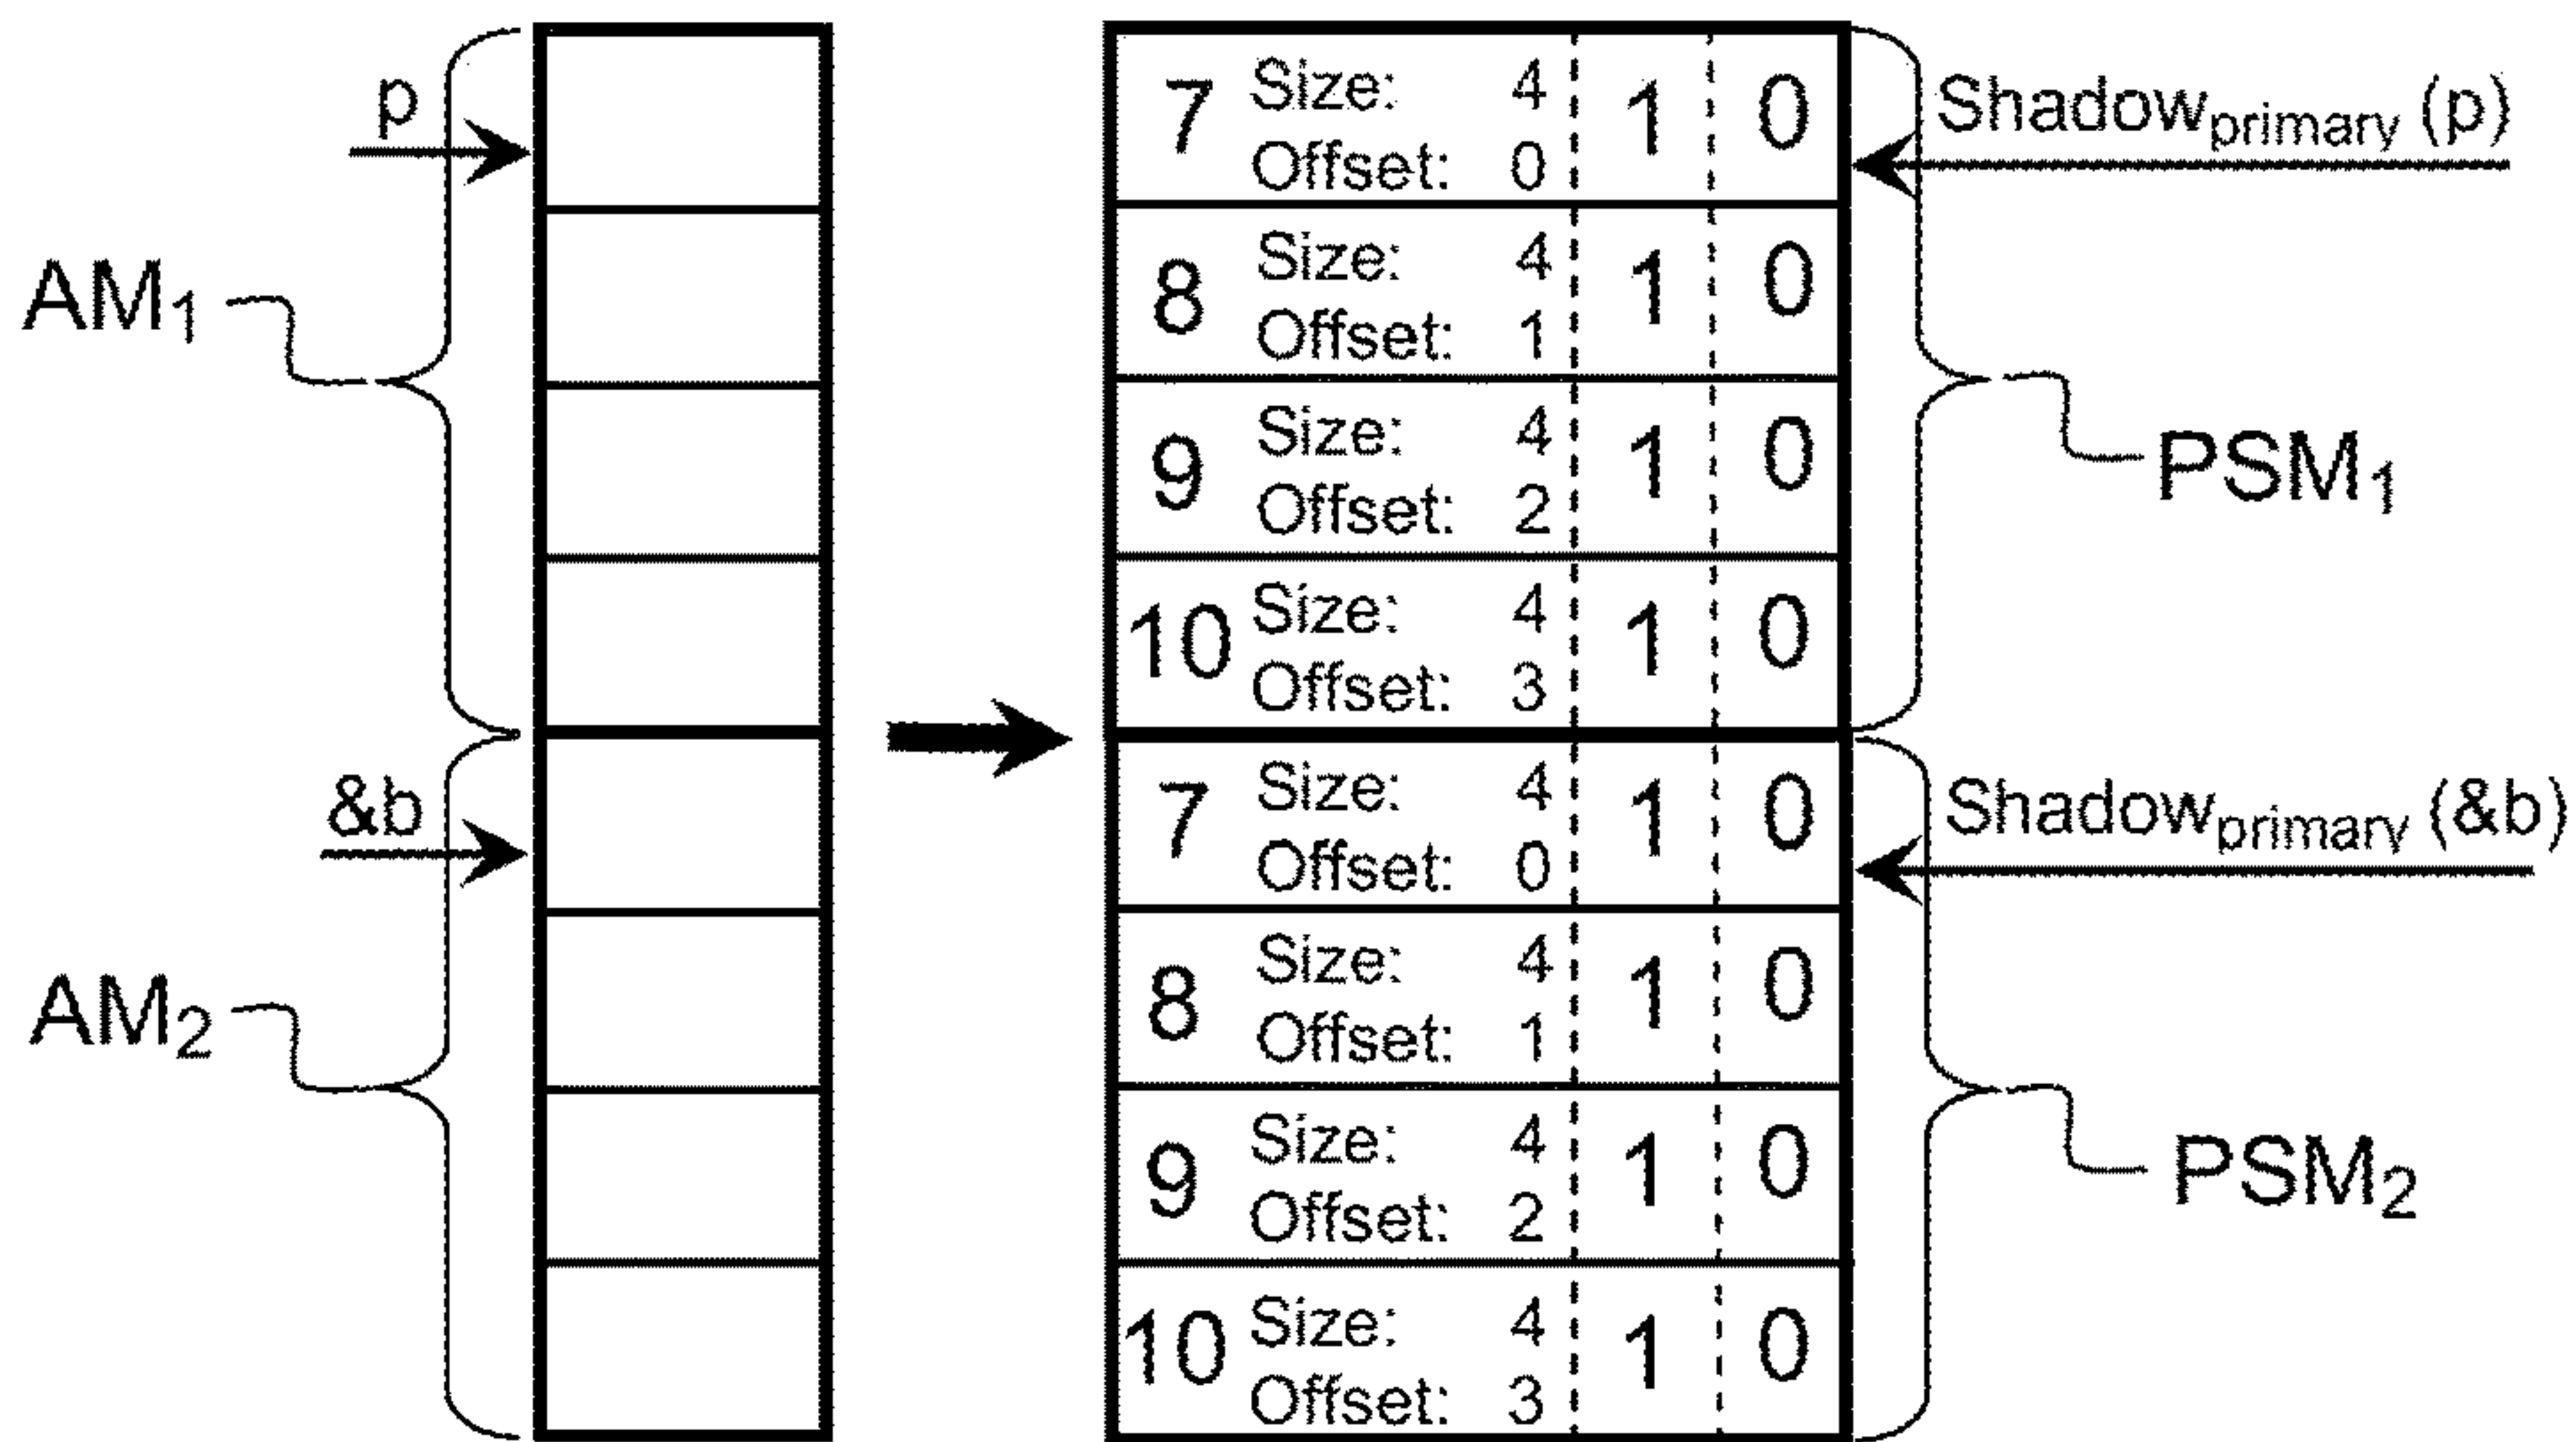 p
AM₁
&b
AM₂
7 Size: 4 1 0
Offset: 0
8 Size: 4 1 0
Offset: 1
9 Size: 4 1 0
Offset: 2
10 Size: 4 1 0
Offset: 3
7 Size: 4 1 0
Offset: 0
8 Size: 4 1 0
Offset: 1
9 Size: 4 1 0
Offset: 2
10 Size: 4 1 0
Offset: 3
Shadowprimary (p)
PSM₁
Shadowprimary (&b)
PSM₂